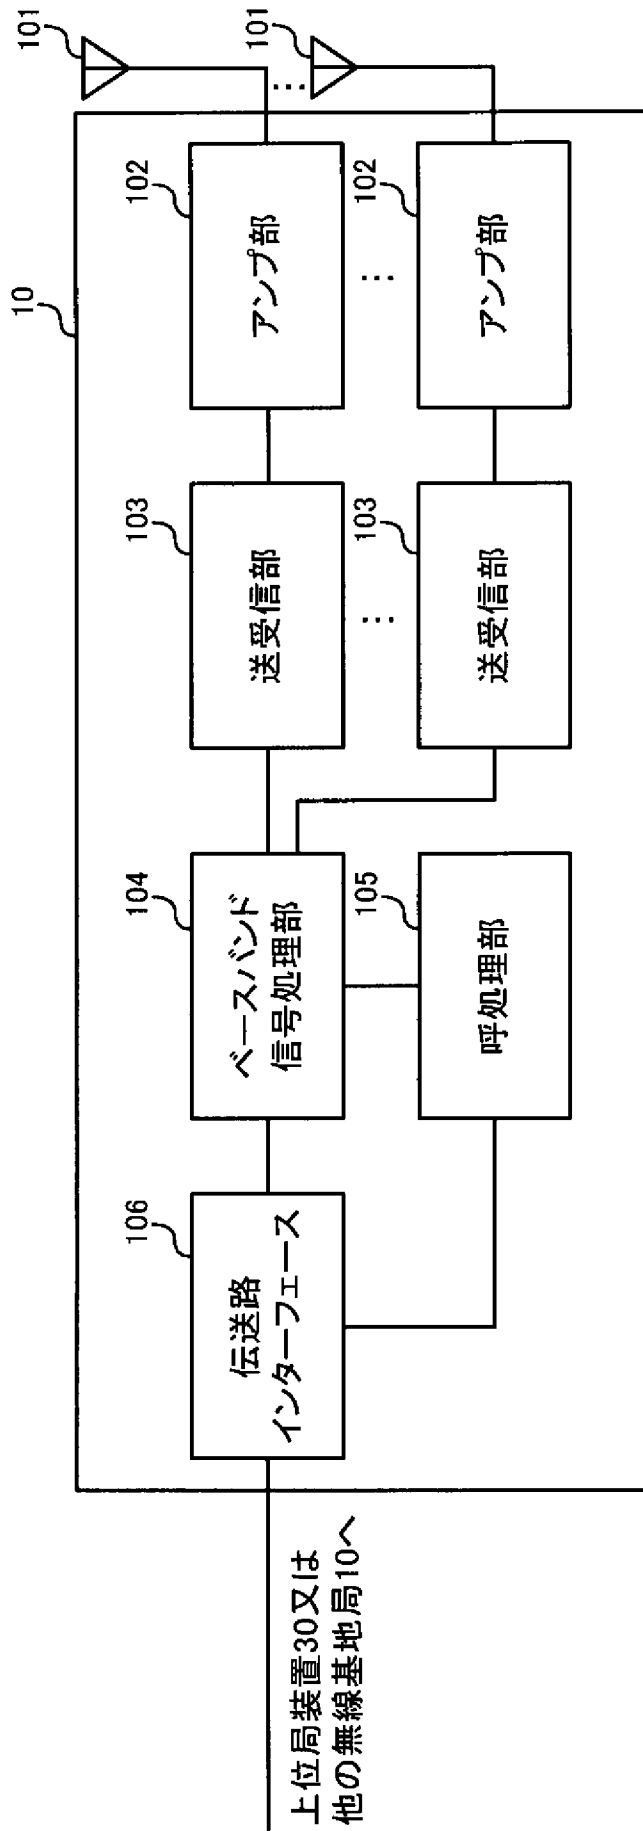 10
101
101
102
アンプ部
102
アンプ部
103
送受信部
103
送受信部
104
ベースバンド
信号処理部
105
呼処理部
106
伝送路
インターフェース
上位局装置30又は
他の無線基地局10へ